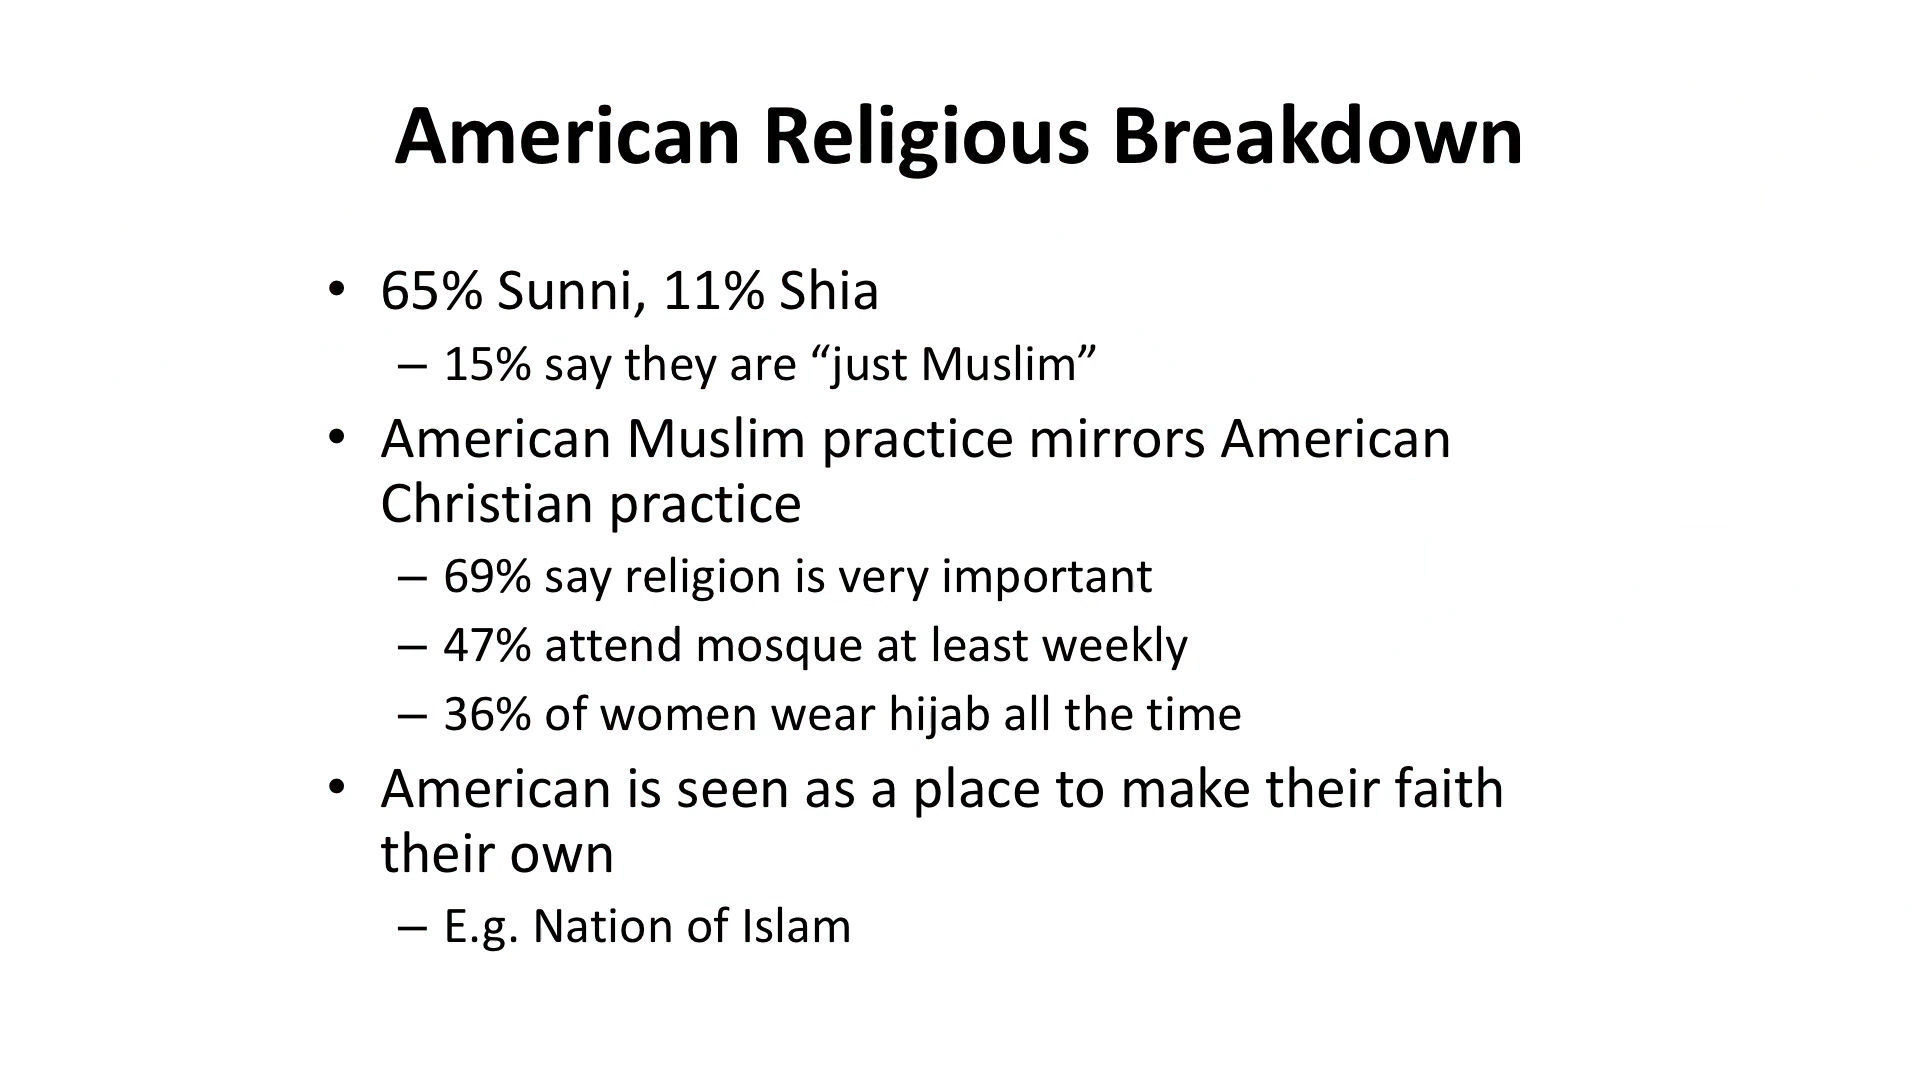 American Religious Breakdown
• 65% Sunni, 11% Shia
– 15% say they are “just Muslim”
• American Muslim practice mirrors American
Christian practice
– 69% say religion is very important
– 47% attend mosque at least weekly
– 36% of women wear hijab all the time
• American is seen as a place to make their faith
their own
– E.g. Nation of Islam